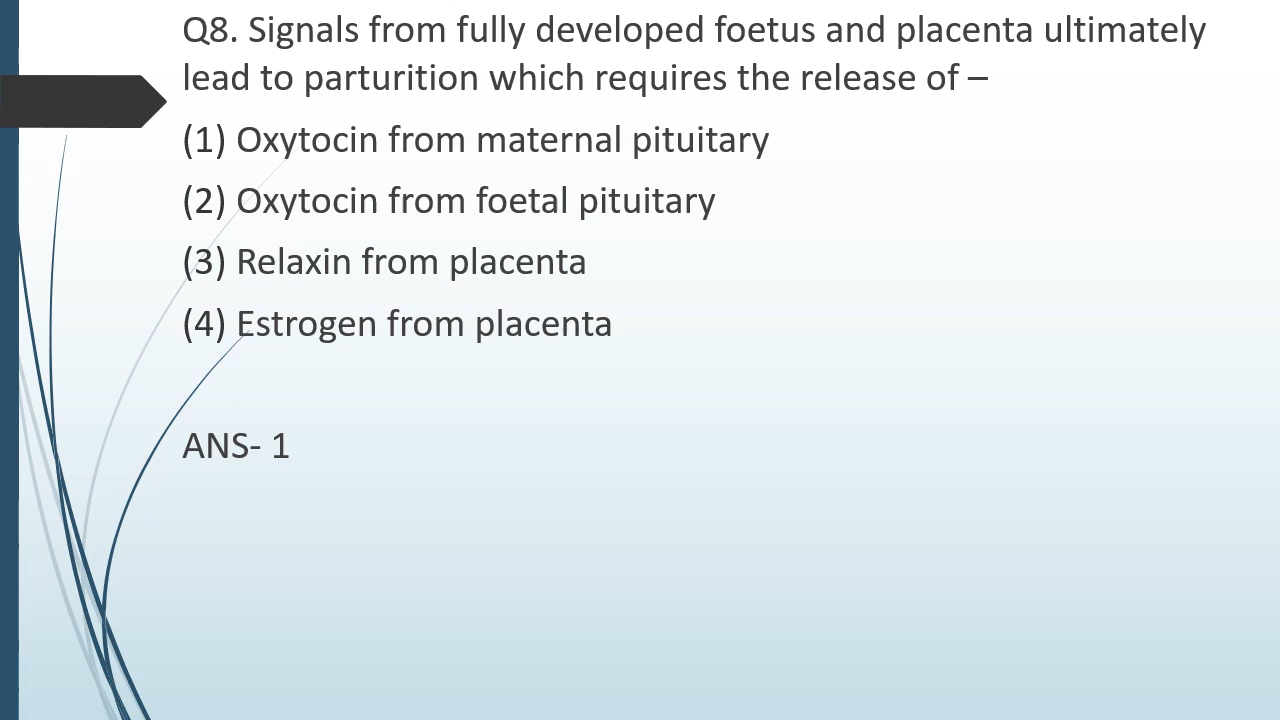 Q8. Signals from fully developed foetus and placenta ultimately
lead to parturition which requires the release of –
(1) Oxytocin from maternal pituitary
(2) Oxytocin from foetal pituitary
(3) Relaxin from placenta
(4) Estrogen from placenta
ANS- 1